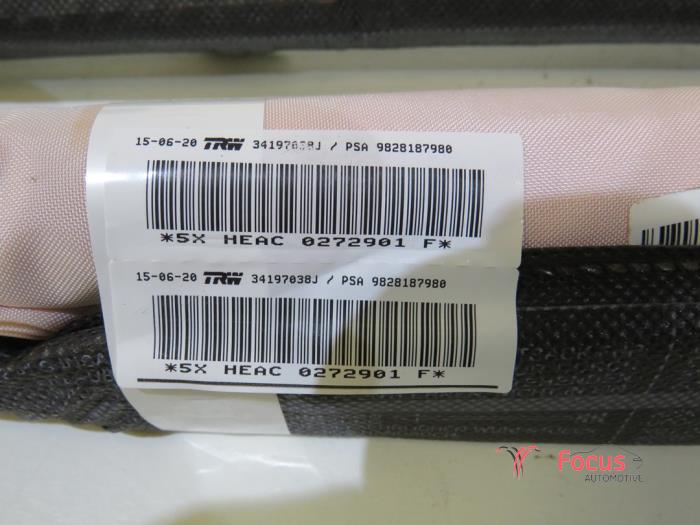 15-06-20 TRW 34197038J / PSA 9828187980
*5X HEAC 0272901 F*
15-06-20 TRW 34197038J / PSA 9828187980
*5X HEAC 0272901 F*
Focus
AUTOMOTIVE